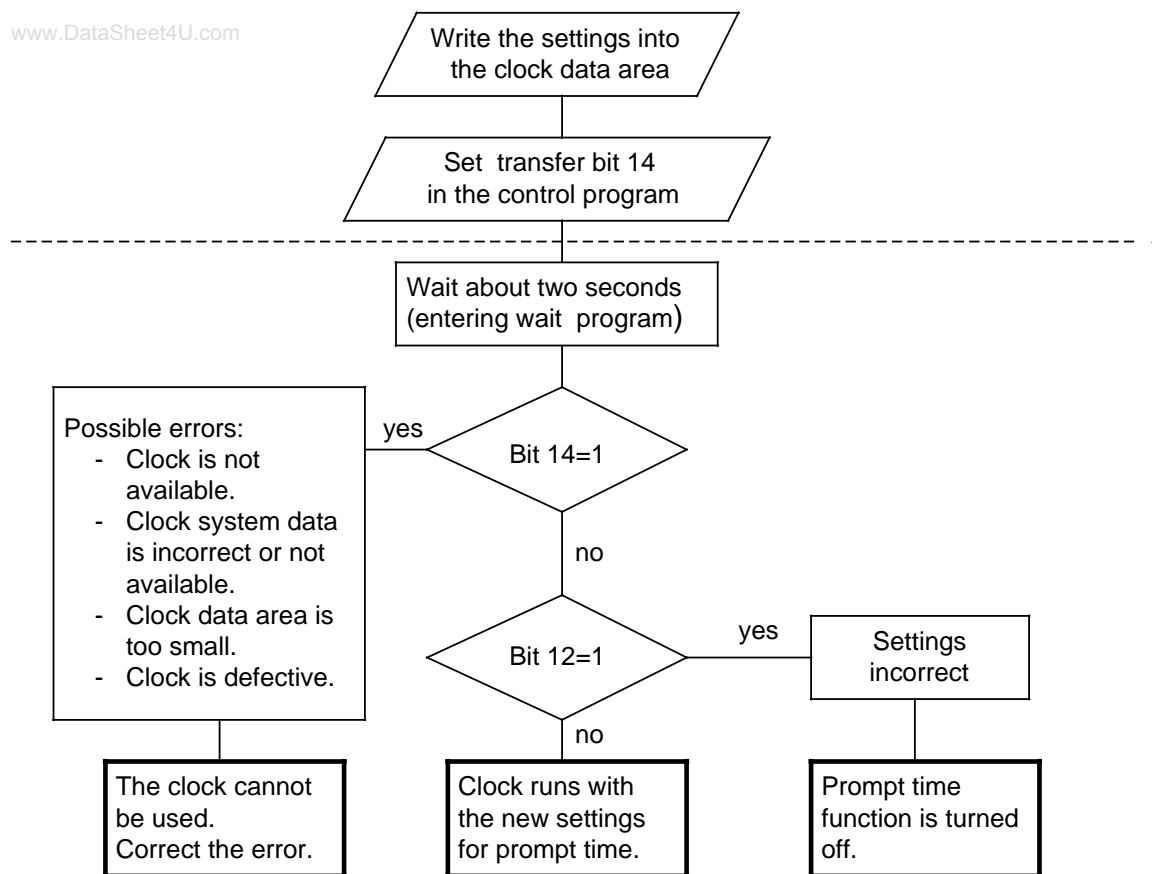 www.DataSheet4U.com
Write the settings into
the clock data area
Set transfer bit 14
in the control program
Wait about two seconds
(entering wait program)
Possible errors:
- Clock is not
available.
- Clock system data
is incorrect or not
available.
- Clock data area is
too small.
- Clock is defective.
yes
Bit 14=1
no
Bit 12=1
yes
Settings
incorrect
no
The clock cannot
be used.
Correct the error.
Clock runs with
the new settings
for prompt time.
Prompt time
function is turned
off.